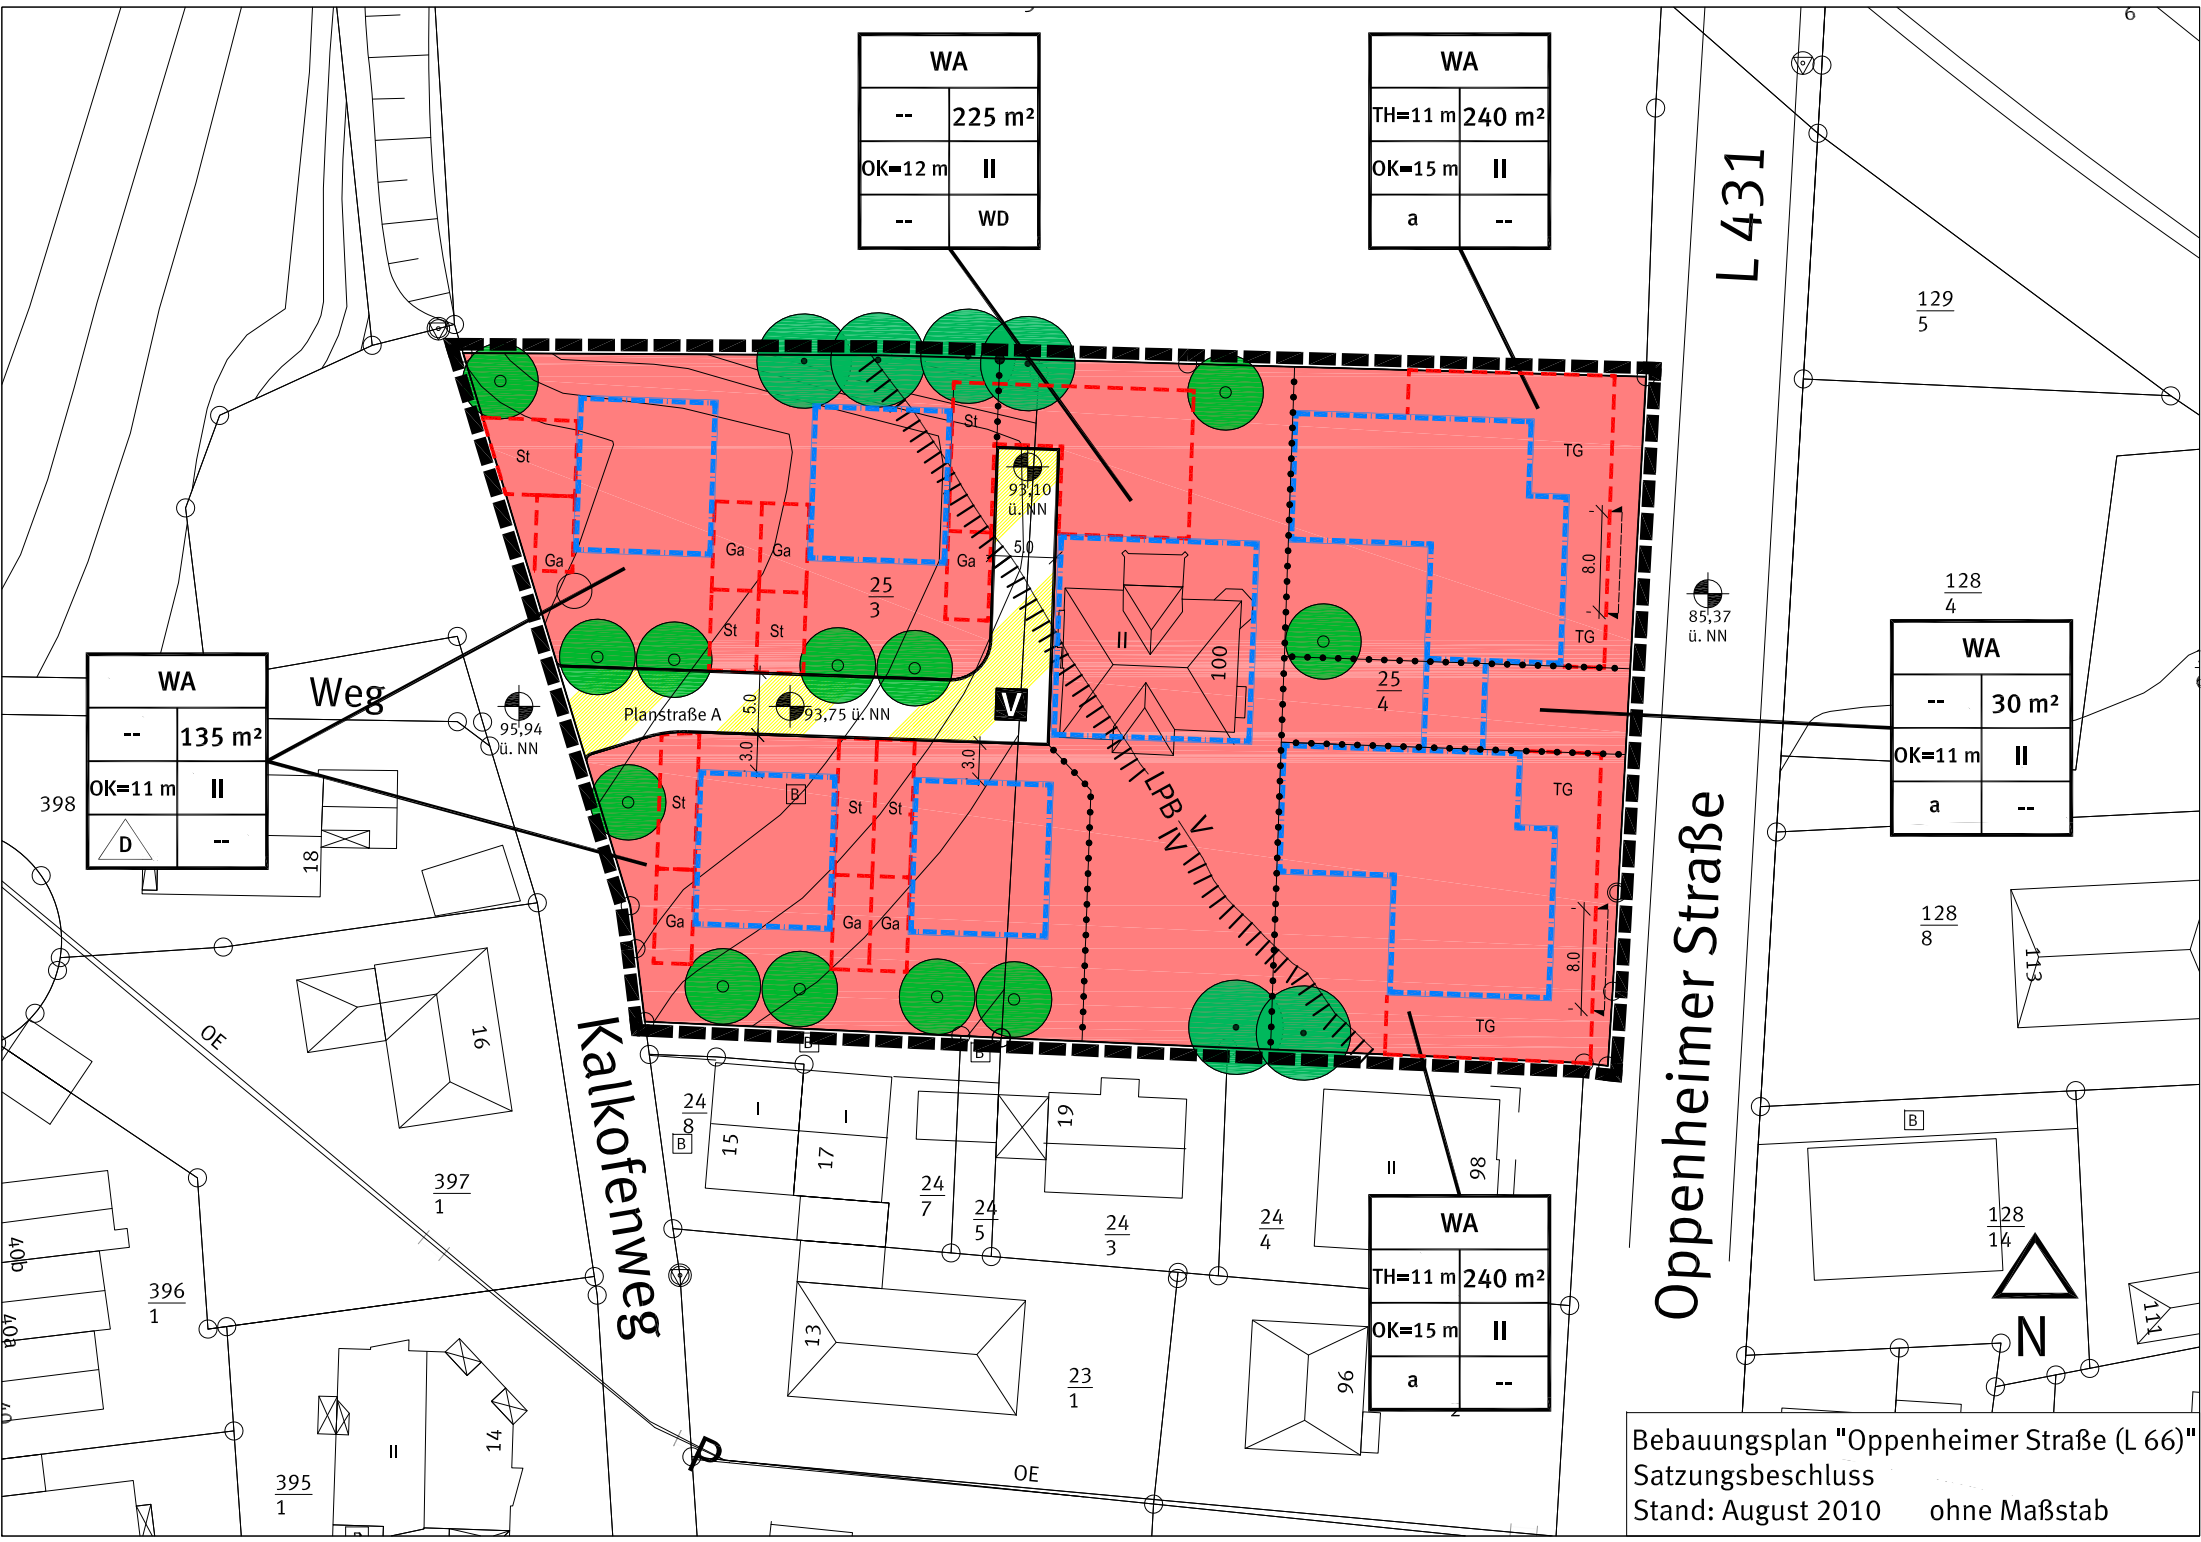 6
WA
-- 225 m²
OK=12 m II
-- WD
WA
TH=11 m 240 m²
OK=15 m II
a --
L 431
129
5
St
St
TG
93,10
ü. NN
5.0
Ga
Ga
Ga
Ga
25
3
8.0
128
4
85,37
ü. NN
St
St
II
100
TG
WA
-- 30 m²
OK=11 m II
a --
WA
-- 135 m²
OK=11 m II
D --
Weg
95,94
ü. NN
Planstraße A
5.0
93,75 ü. NN
V
25
4
3.0
3.0
398
18
St
B
St
St
LPB
V
IV
TG
Ga
Ga
Ga
8.0
TG
128
8
113
OE
16
Kalkofenweg
Oppenheimer Straße
B
B
24
8
B
I
I
15
17
19
II
98
B
397
1
24
7
24
5
24
3
24
4
128
14
40b
396
1
40a
WA
TH=11 m 240 m²
OK=15 m II
a --
13
96
23
1
111
N
II
14
P
395
1
OE
Bebauungsplan "Oppenheimer Straße (L 66)"
Satzungsbeschluss
Stand: August 2010 ohne Maßstab